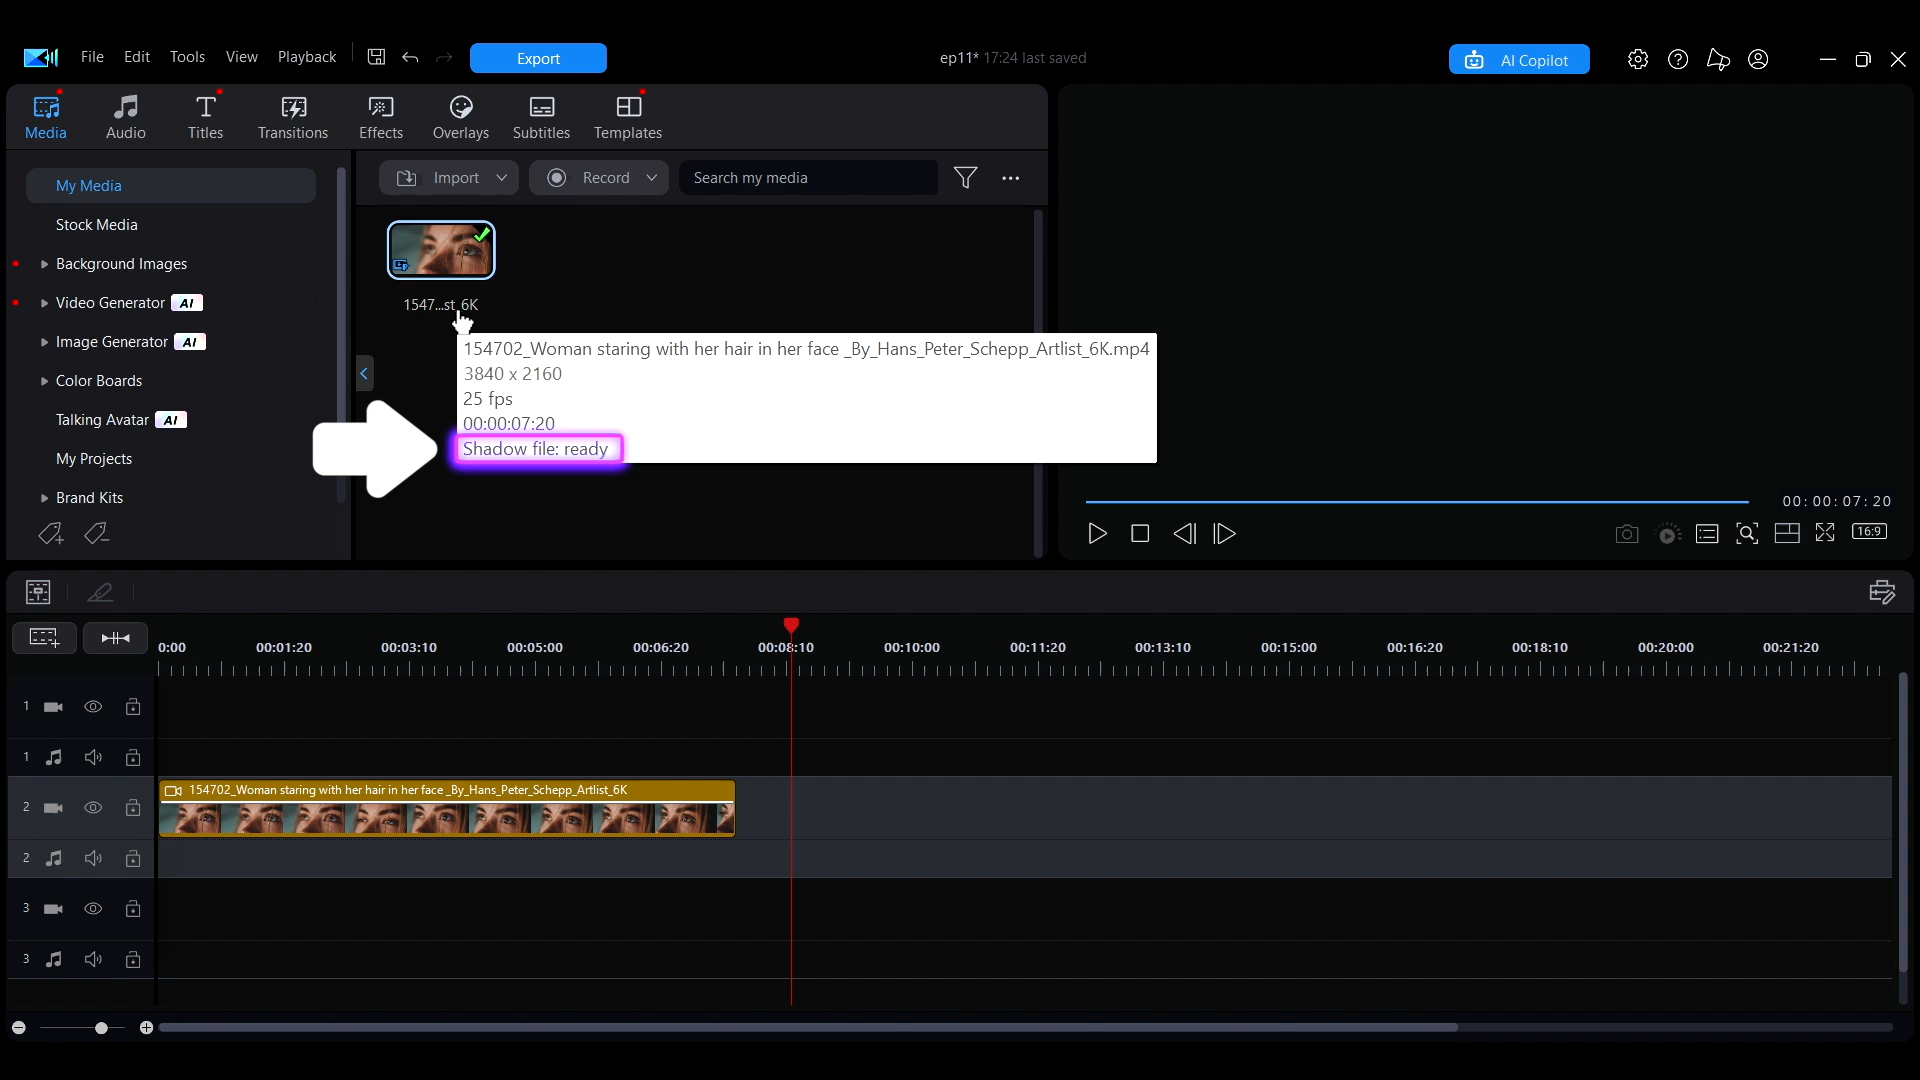 File Edit Tools View Playback
Export
ep11* 17:24 last saved
AI Copilot
Media Audio Titles Transitions Effects Overlays Subtitles Templates
My Media
Stock Media
Background Images
Video Generator AI
Image Generator AI
Color Boards
Talking Avatar AI
My Projects
Brand Kits
Import
Record
Search my media
1547...st_6K
154702_Woman staring with her hair in her face _By_Hans_Peter_Schepp_Artlist_6K.mp4
3840 x 2160
25 fps
00:00:07:20
Shadow file: ready
00:00:07:20
16:9
0:00 00:01:20 00:03:10 00:05:00 00:06:20 00:08:10 00:10:00 00:11:20 00:13:10 00:15:00 00:16:20 00:18:10 00:20:00 00:21:20
1
1
2
154702_Woman staring with her hair in her face _By_Hans_Peter_Schepp_Artlist_6K
2
3
3